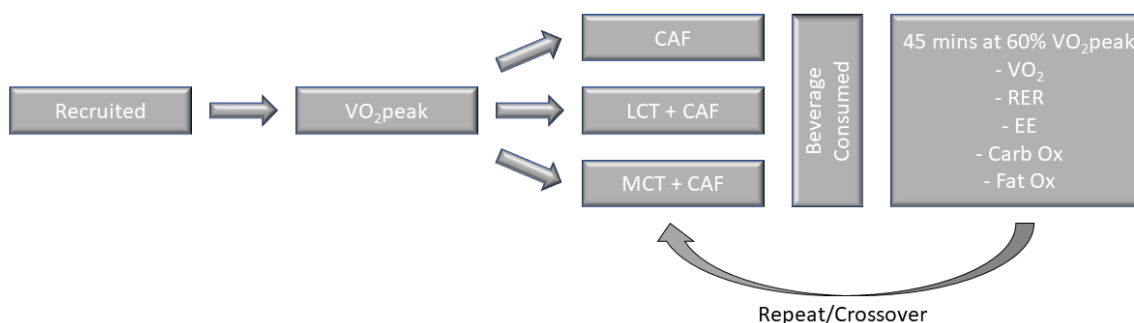 Recruited
VO₂peak
CAF
LCT + CAF
MCT + CAF
Beverage
Consumed
45 mins at 60% VO₂peak
- VO₂
- RER
- EE
- Carb Ox
- Fat Ox
Repeat/Crossover